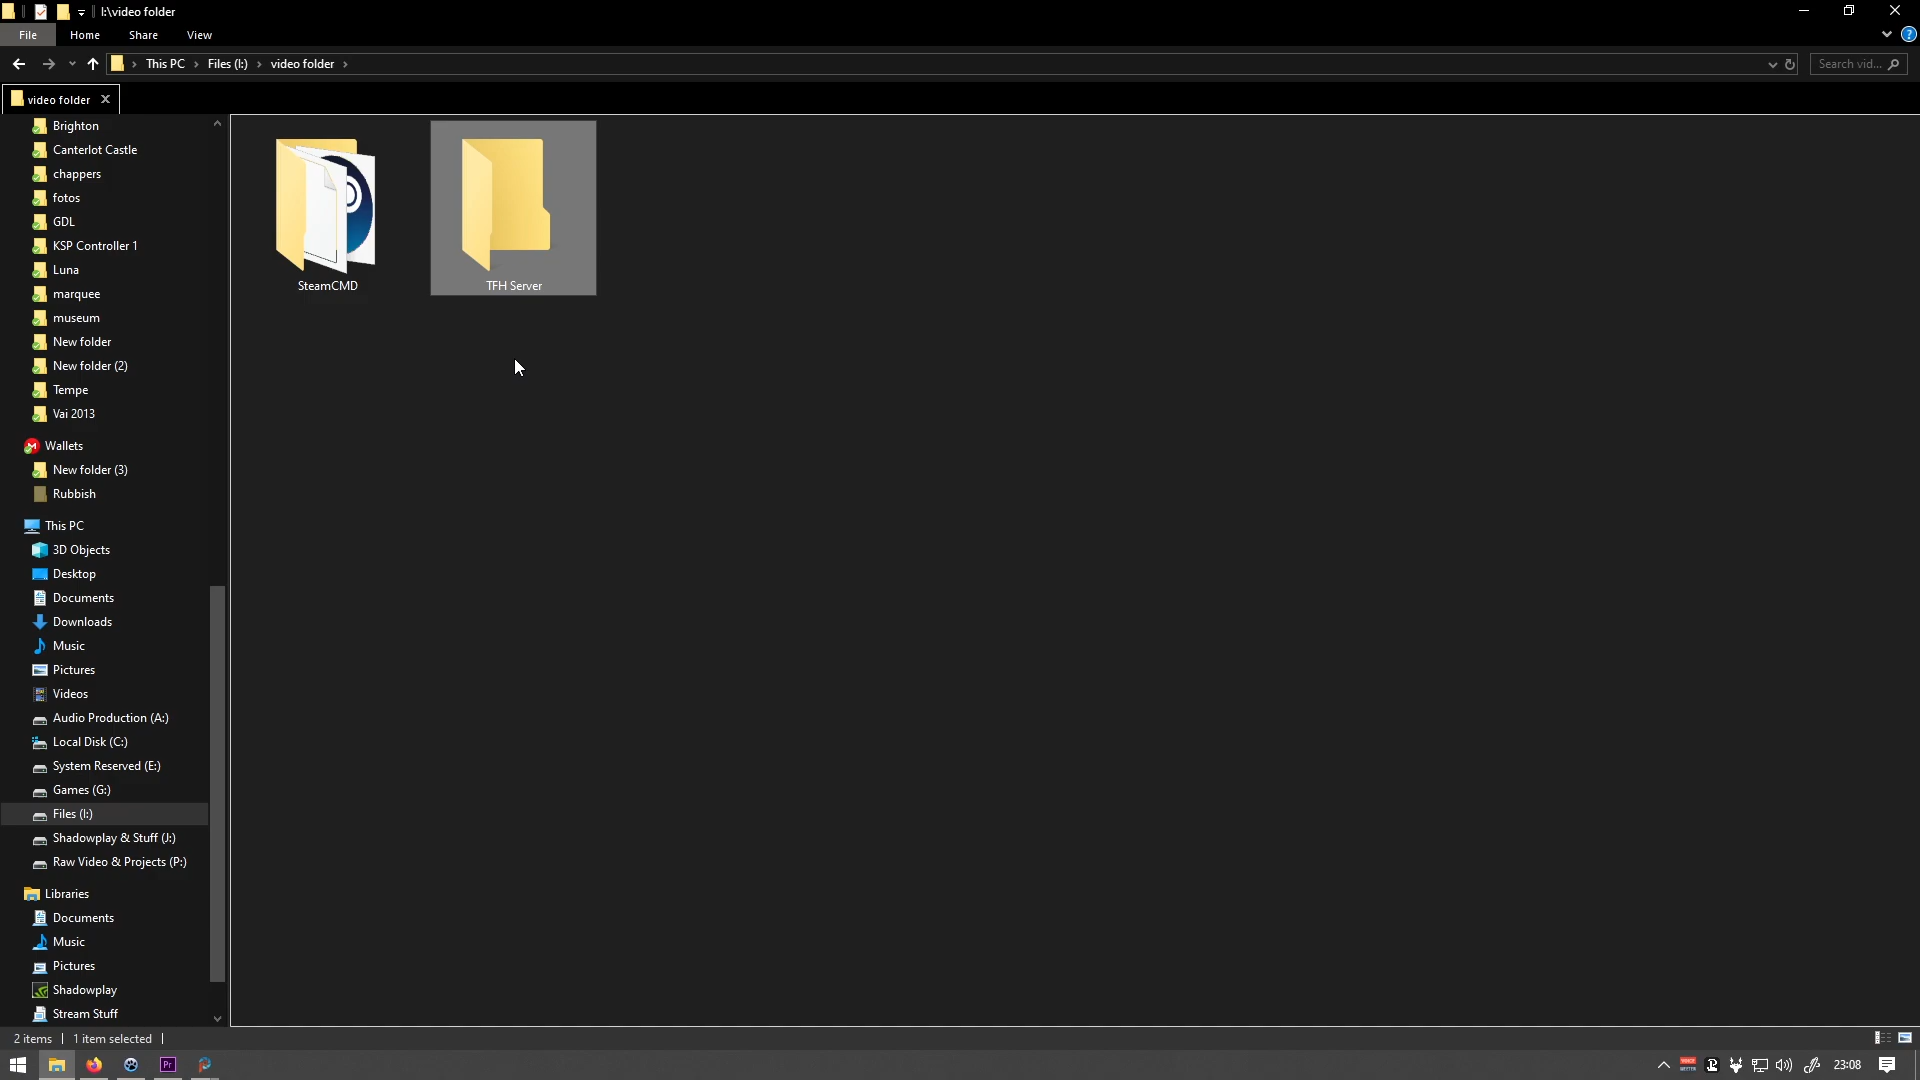 I:\video folder
File Home Share View
This PC Files (I:) video folder
Search vid...
video folder
Brighton
Canterlot Castle
chappers
fotos
GDL
KSP Controller 1
Luna
marquee
museum
New folder
New folder (2)
Tempe
Vai 2013
Wallets
New folder (3)
Rubbish
This PC
3D Objects
Desktop
Documents
Downloads
Music
Pictures
Videos
Audio Production (A:)
Local Disk (C:)
System Reserved (E:)
Games (G:)
Files (I:)
Shadowplay & Stuff (J:)
Raw Video & Projects (P:)
Libraries
Documents
Music
Pictures
Shadowplay
Stream Stuff
SteamCMD
TFH Server
2 items 1 item selected
Pr
23:08